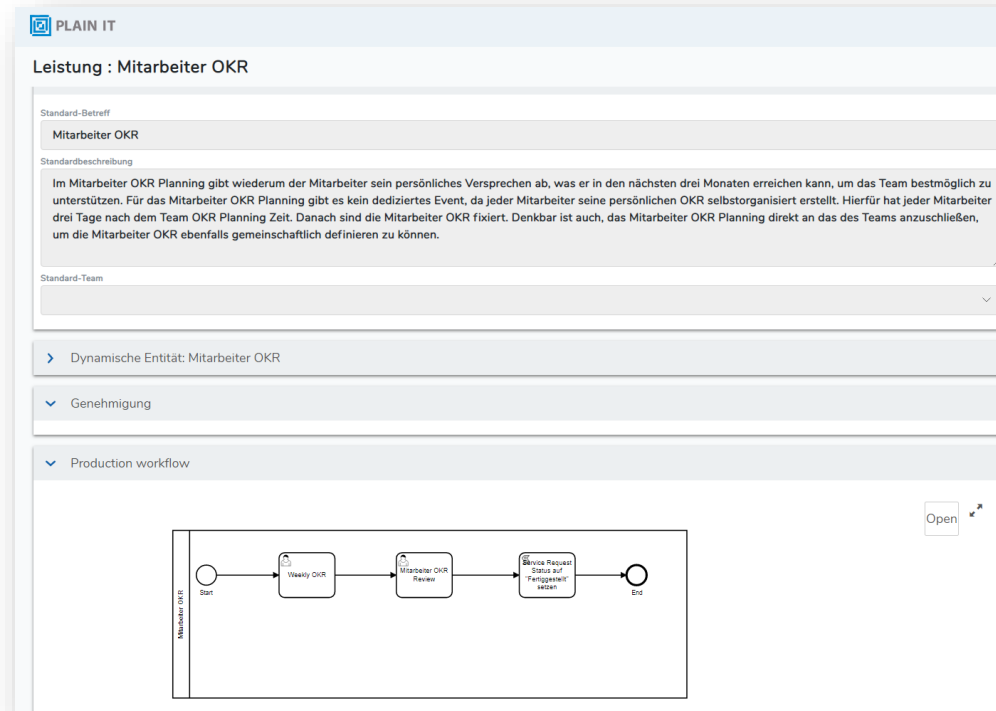 PLAIN IT
Leistung : Mitarbeiter OKR
Standard-Betreff
Mitarbeiter OKR
Standardbeschreibung
Im Mitarbeiter OKR Planning gibt wiederum der Mitarbeiter sein persönliches Versprechen ab, was er in den nächsten drei Monaten erreichen kann, um das Team bestmöglich zu
unterstützen. Für das Mitarbeiter OKR Planning gibt es kein dediziertes Event, da jeder Mitarbeiter seine persönlichen OKR selbstorganisiert erstellt. Hierfür hat jeder Mitarbeiter
drei Tage nach dem Team OKR Planning Zeit. Danach sind die Mitarbeiter OKR fixiert. Denkbar ist auch, das Mitarbeiter OKR Planning direkt an das des Teams anzuschließen,
um die Mitarbeiter OKR ebenfalls gemeinschaftlich definieren zu können.
Standard-Team
Dynamische Entität: Mitarbeiter OKR
Genehmigung
Production workflow
Open
Mitarbeiter OKR
Start
Weekly OKR
Mitarbeiter OKR
Review
Service Request
Status auf
"Fertiggestellt"
setzen
End